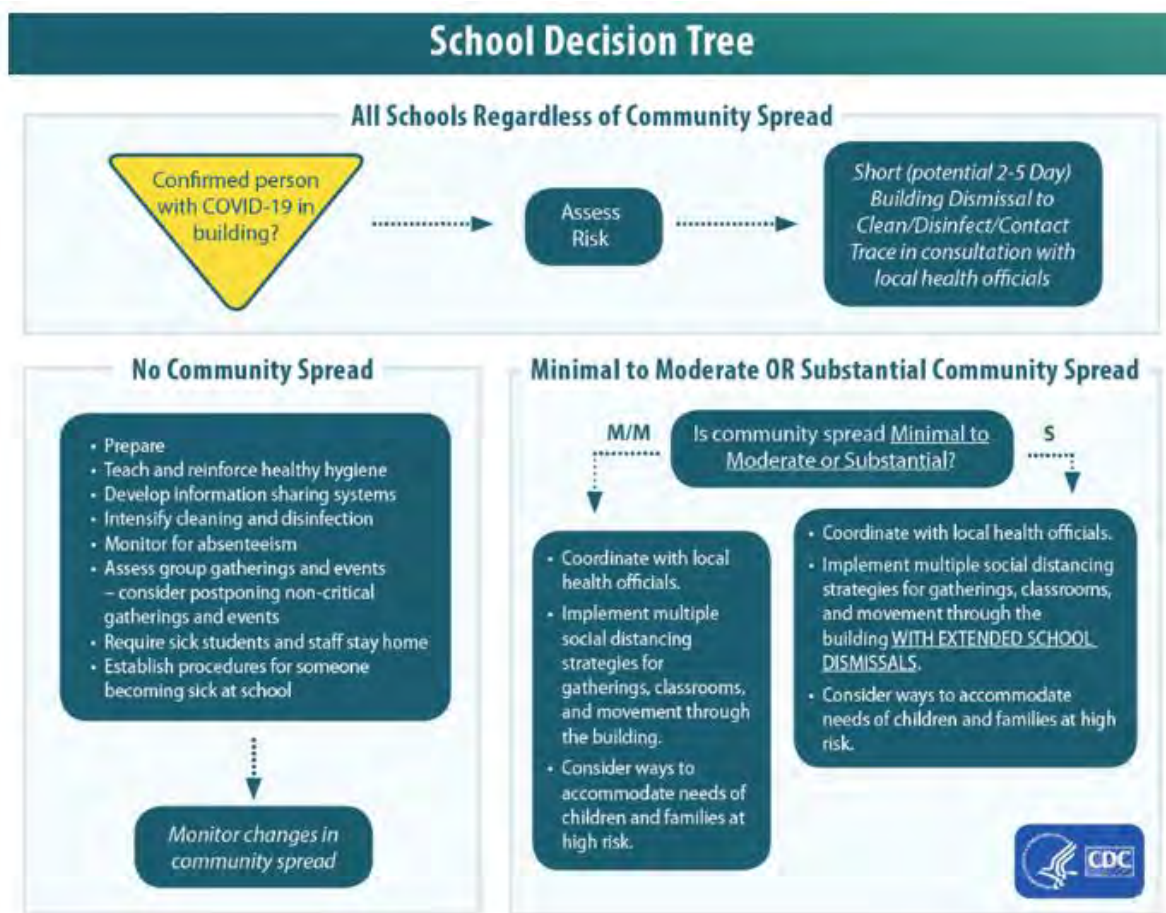 School Decision Tree
All Schools Regardless of Community Spread
Confirmed person
with COVID-19 in
building?
Assess
Risk
Short (potential 2-5 Day)
Building Dismissal to
Clean/Disinfect/Contact
Trace in consultation with
local health officials
No Community Spread
• Prepare
• Teach and reinforce healthy hygiene
• Develop information sharing systems
• Intensify cleaning and disinfection
• Monitor for absenteeism
• Assess group gatherings and events
– consider postponing non-critical
gatherings and events
• Require sick students and staff stay home
• Establish procedures for someone
becoming sick at school
Monitor changes in
community spread
Minimal to Moderate OR Substantial Community Spread
M/M
Is community spread Minimal to
Moderate or Substantial?
S
• Coordinate with local
health officials.
• Implement multiple
social distancing
strategies for
gatherings, classrooms,
and movement through
the building.
• Consider ways to
accommodate needs of
children and families at
high risk.
• Coordinate with local health officials.
• Implement multiple social distancing
strategies for gatherings, classrooms,
and movement through the
building WITH EXTENDED SCHOOL
DISMISSALS.
• Consider ways to accommodate
needs of children and families at high
risk.
CDC